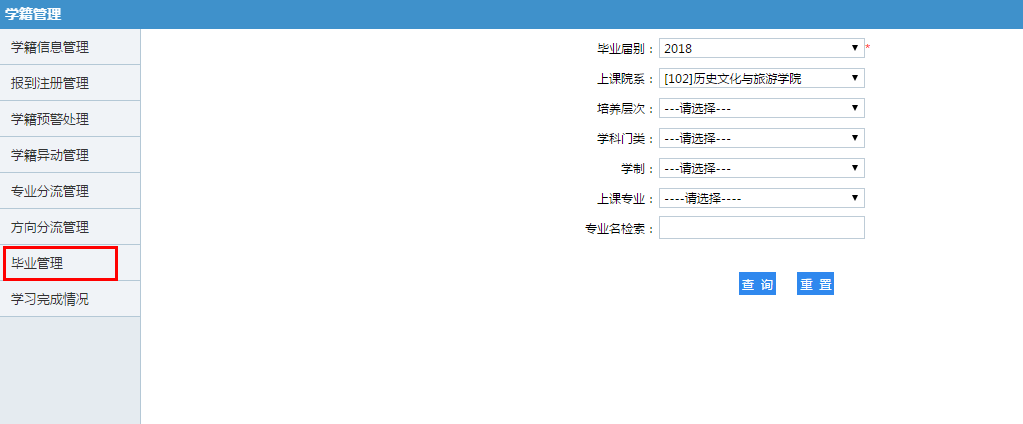 学籍管理
学籍信息管理
报到注册管理
学籍预警处理
学籍异动管理
专业分流管理
方向分流管理
毕业管理
学习完成情况
毕业届别：2018 *
上课院系：[102]历史文化与旅游学院
培养层次：---请选择---
学科门类：---请选择---
学制：---请选择---
上课专业：----请选择----
专业名检索：
查 询 重 置